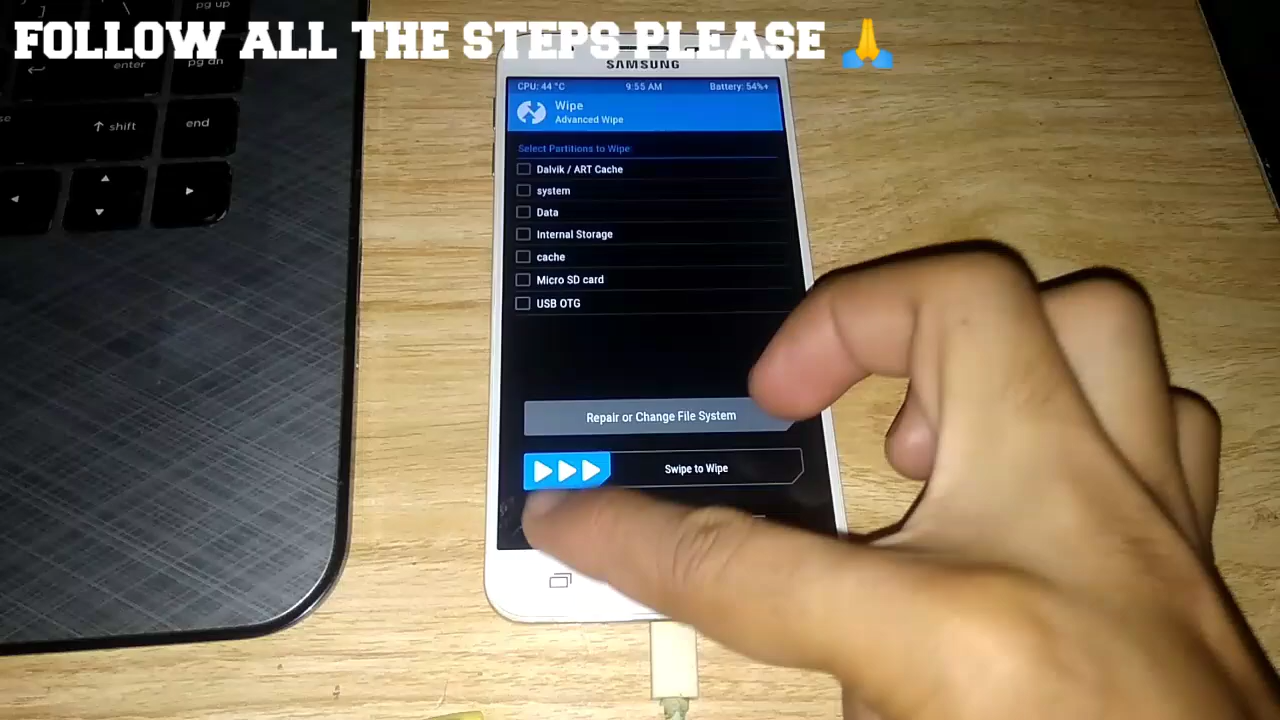 FOLLOW ALL THE STEPS PLEASE 🙏
pg up
enter
pg dn
shift
end
SAMSUNG
CPU: 44 °C 9:55 AM Battery: 54%+
Wipe
Advanced Wipe
Select Partitions to Wipe:
Dalvik / ART Cache
system
Data
Internal Storage
cache
Micro SD card
USB OTG
Repair or Change File System
Swipe to Wipe